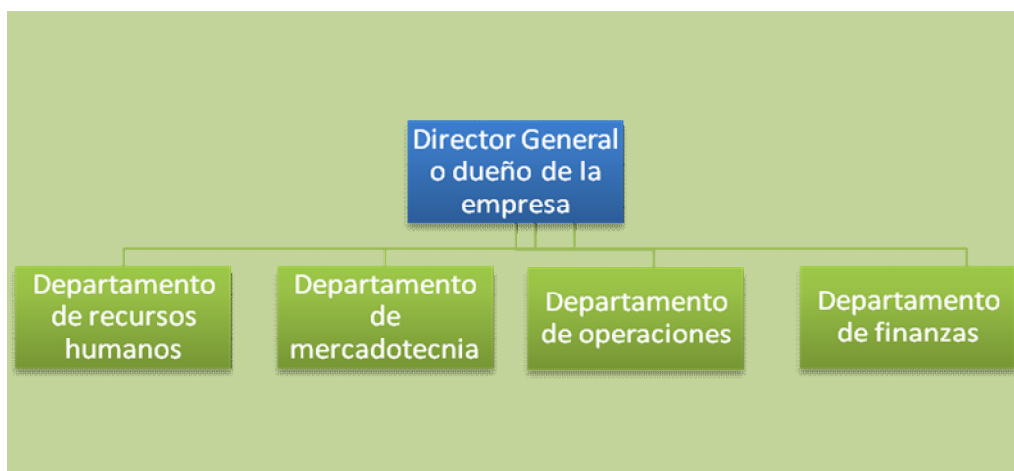 Director General
o dueño de la
empresa
Departamento
de recursos
humanos
Departamento
de
mercadotecnia
Departamento
de operaciones
Departamento
de finanzas